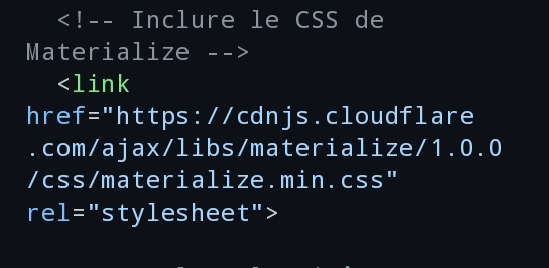 <!-- Inclure le CSS de
Materialize -->
<link
href="https://cdnjs.cloudflare
.com/ajax/libs/materialize/1.0.0
/css/materialize.min.css"
rel="stylesheet">